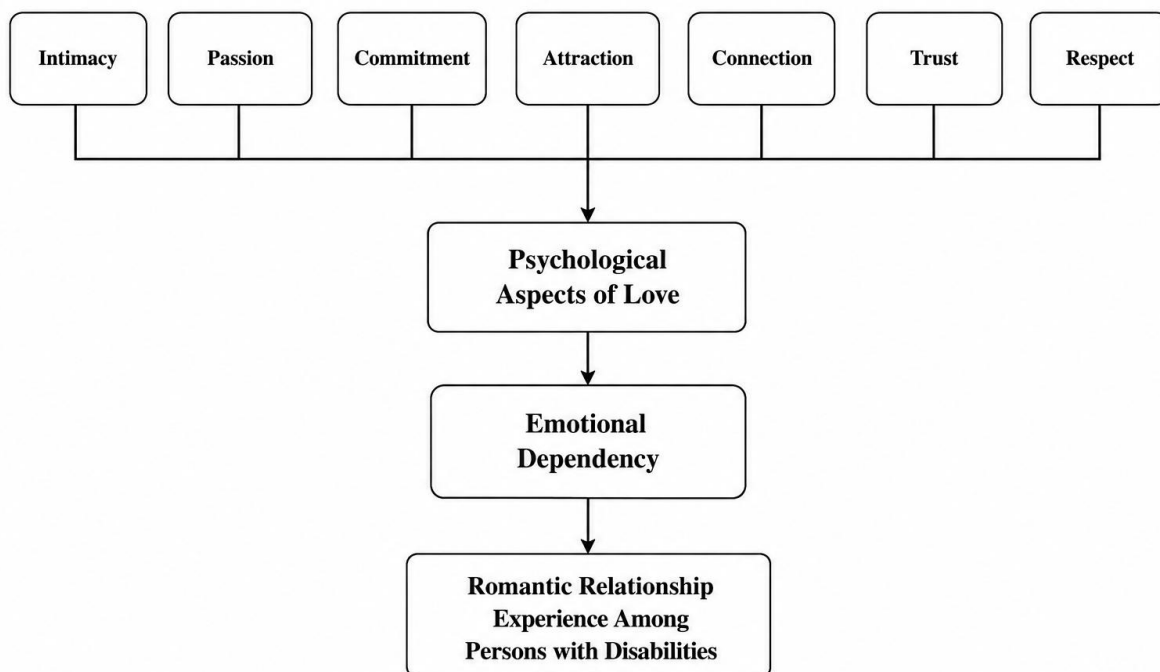 Intimacy
Passion
Commitment
Attraction
Connection
Trust
Respect
Psychological
Aspects of Love
Emotional
Dependency
Romantic Relationship
Experience Among
Persons with Disabilities